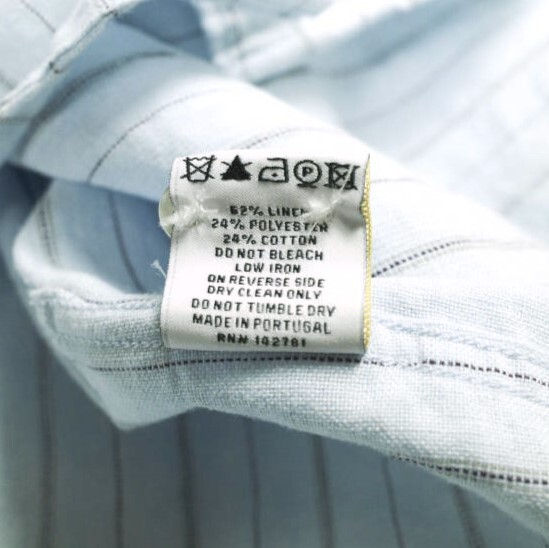 P
52% LINEN
24% POLYESTER
24% COTTON
DO NOT BLEACH
LOW IRON
ON REVERSE SIDE
DRY CLEAN ONLY
DO NOT TUMBLE DRY
MADE IN PORTUGAL
RN# 142781